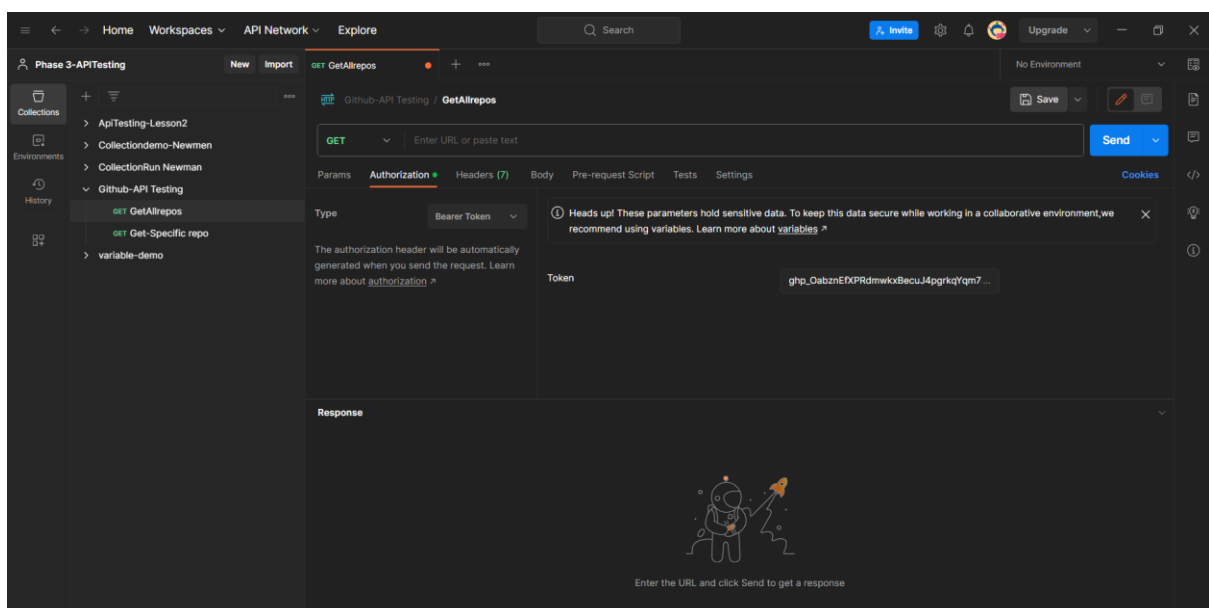 Home Workspaces API Network Explore Search Invite Upgrade
Phase 3-APITesting New Import GET GetAllrepos No Environment
Collections
Environments
History
ApiTesting-Lesson2
Collectiondemo-Newmen
CollectionRun Newman
Github-API Testing
GET GetAllrepos
GET Get-Specific repo
variable-demo
HTTP Github-API Testing / GetAllrepos Save
GET Enter URL or paste text Send
Params Authorization Headers (7) Body Pre-request Script Tests Settings Cookies
Type Bearer Token
The authorization header will be automatically
generated when you send the request. Learn
more about authorization
Heads up! These parameters hold sensitive data. To keep this data secure while working in a collaborative environment,we
recommend using variables. Learn more about variables
Token ghp_OabznEfXPRdmwkxBecuJ4pgrkqYqm7...
Response
Enter the URL and click Send to get a response